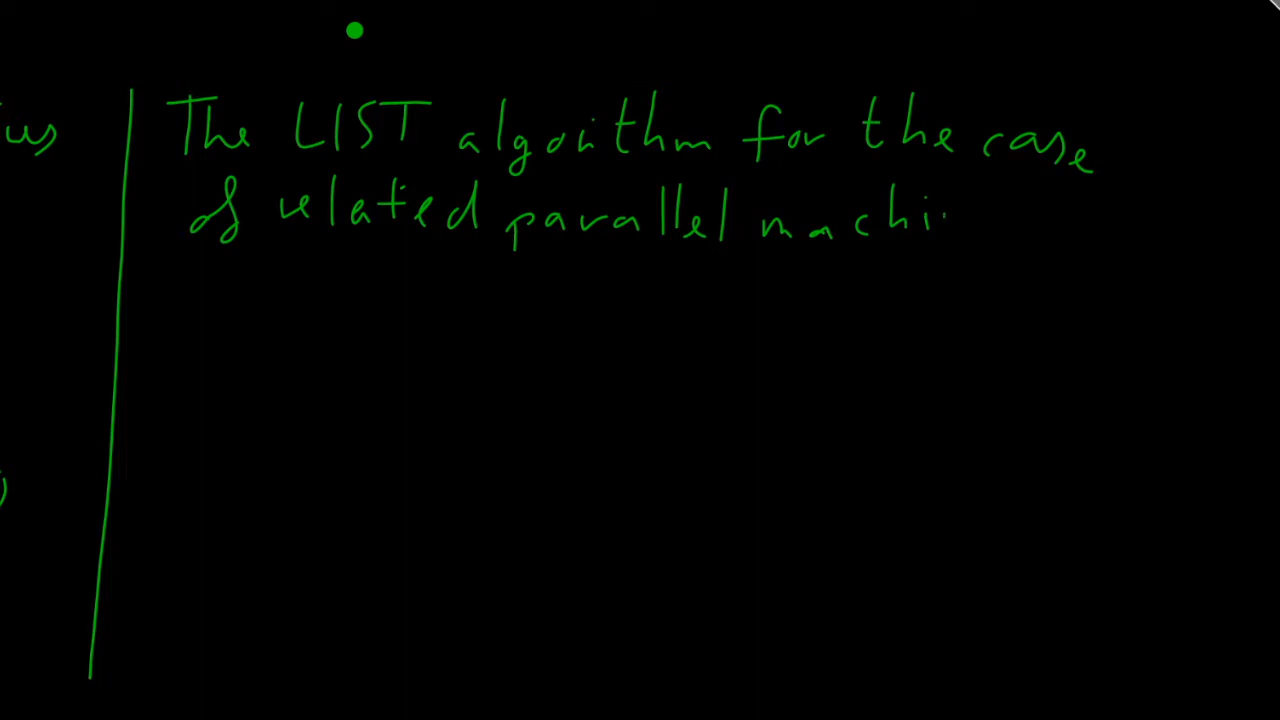 The LIST algorithm for the case
of related parallel machi